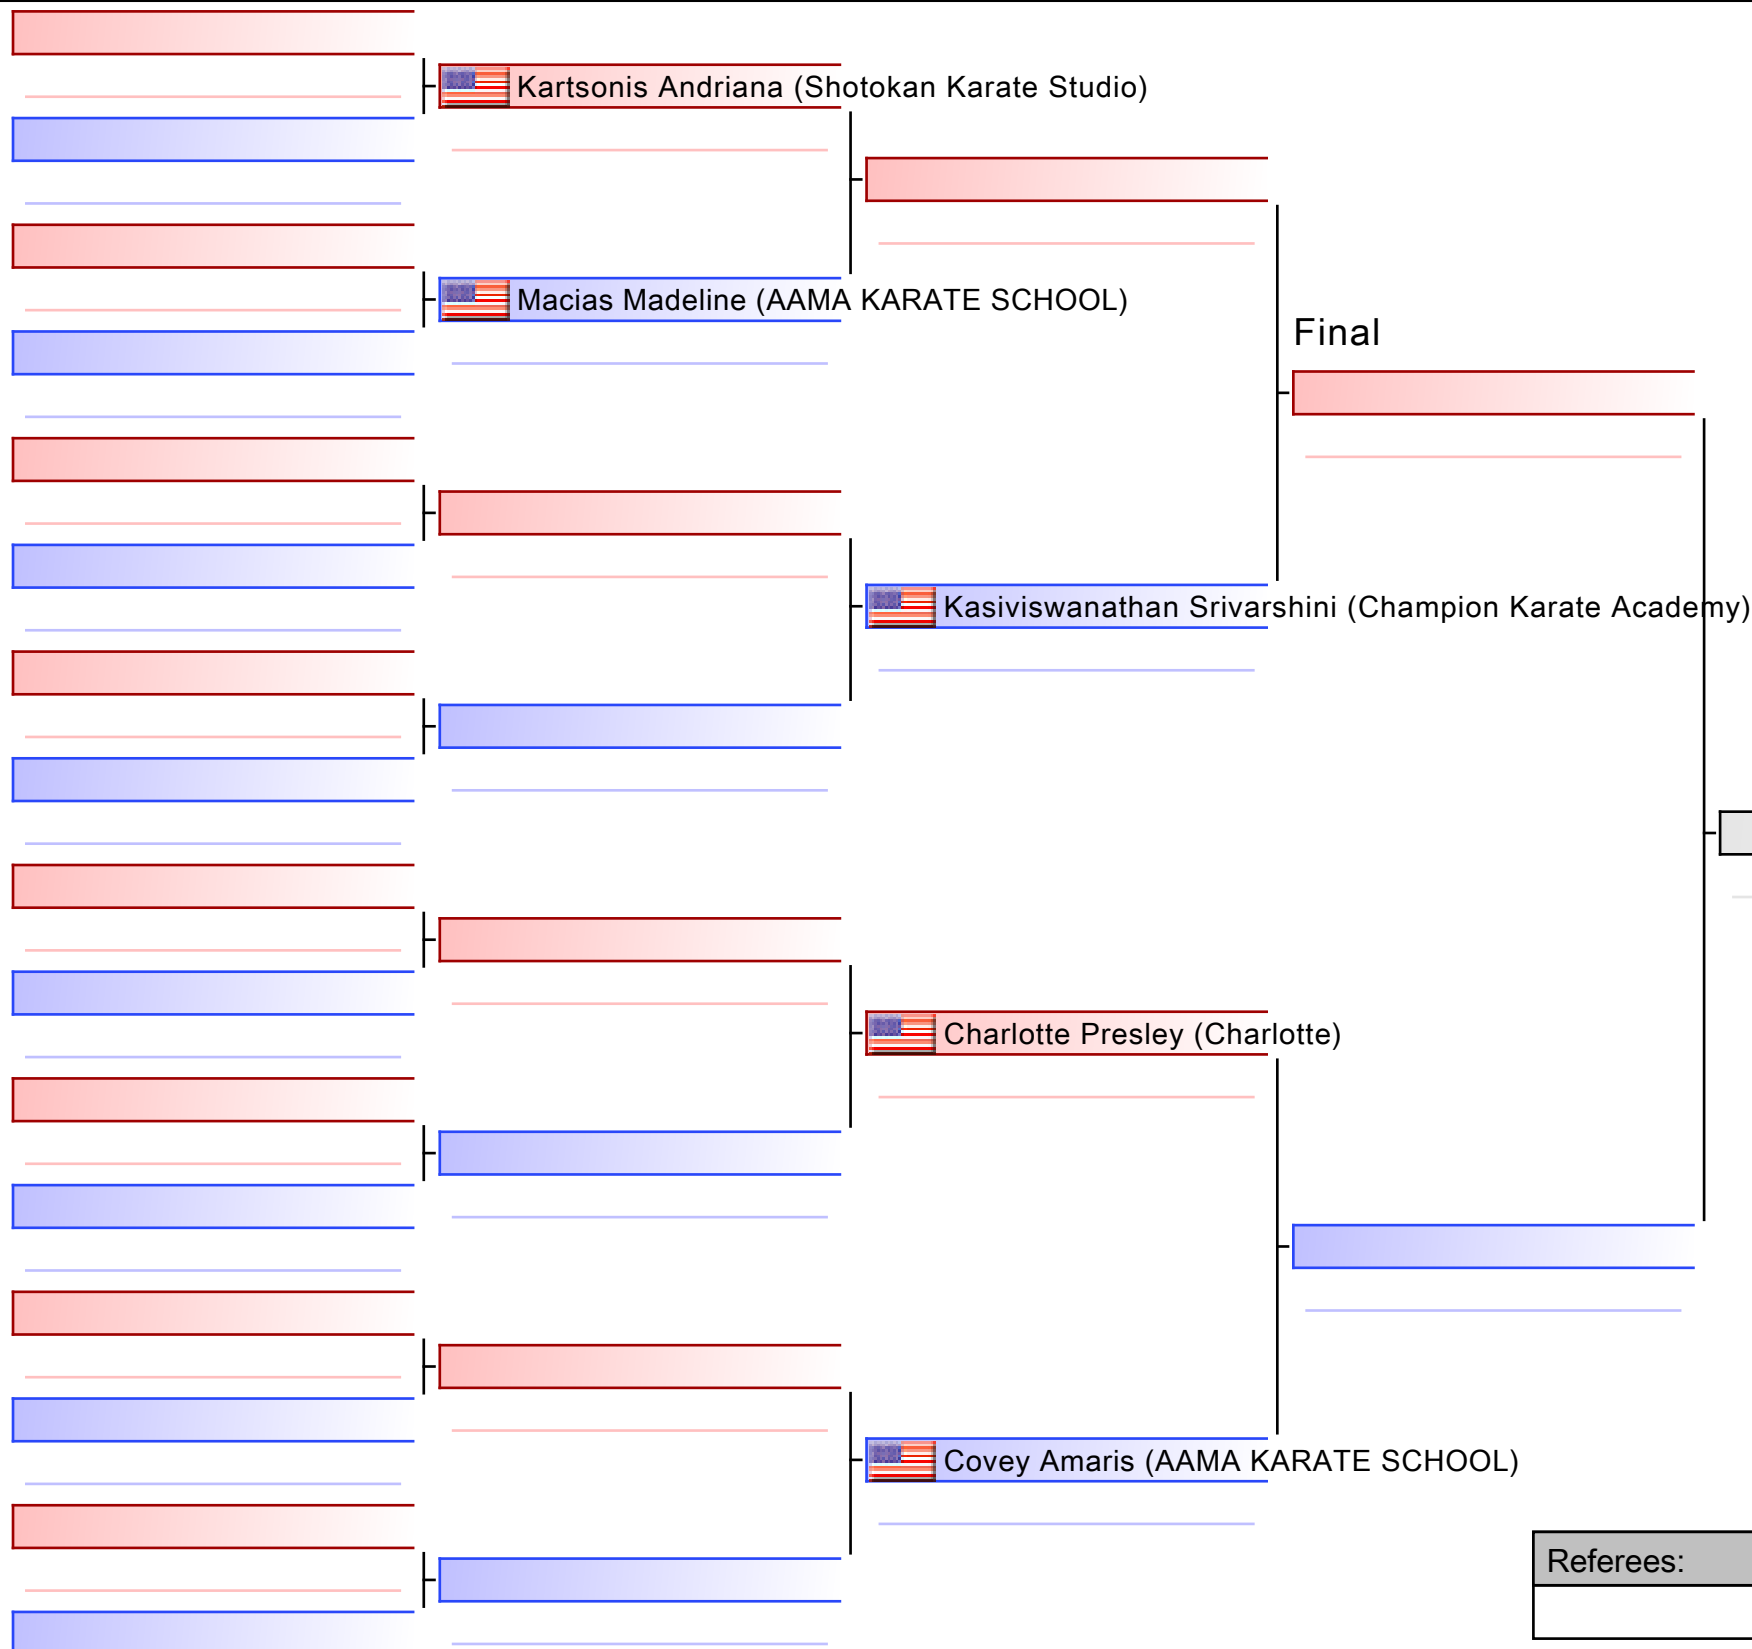 Kartsonis Andriana (Shotokan Karate Studio)
Macias Madeline (AAMA KARATE SCHOOL)
Final
Kasiviswanathan Srivarshini (Champion Karate Academy)
Charlotte Presley (Charlotte)
Covey Amaris (AAMA KARATE SCHOOL)
Referees: